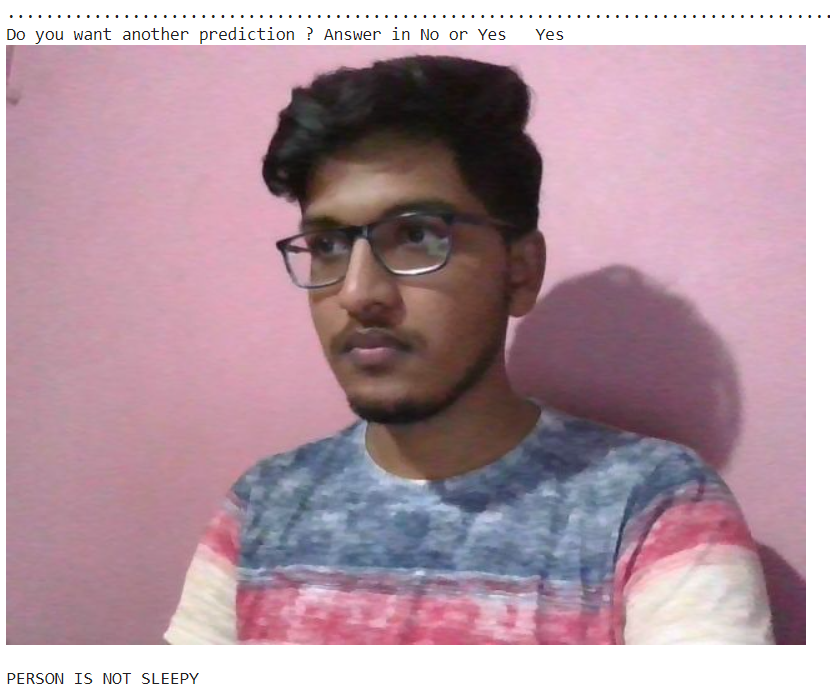 ................................................................................
Do you want another prediction ? Answer in No or Yes   Yes
PERSON IS NOT SLEEPY